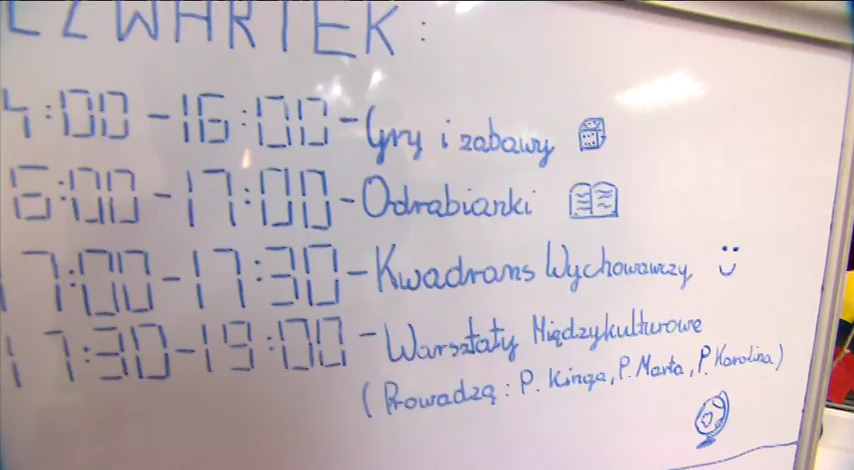 CZWARTEK:
4:00-16:00-Gry i zabawy
6:00-17:00-Odrabianki
17:00-17:30-Kwadrans Wychowawczy
17:30-19:00-Warsztaty Międzykulturowe
(Prowadzą: P. Kinga, P. Marta, P. Karolina)